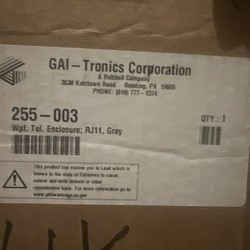 GAI-Tronics Corporation
A Hubbell Company
3030 Kutztown Road Reading, PA 19605
PHONE: (610) 777-1374
255-003
QTY: 1
Wpf. Tel. Enclosure; RJ11, Gray
This product can expose you to Lead which is
known to the state of California to cause
cancer and birth defects or other
reproductive harm. For more information
go to www.p65warnings.ca.gov